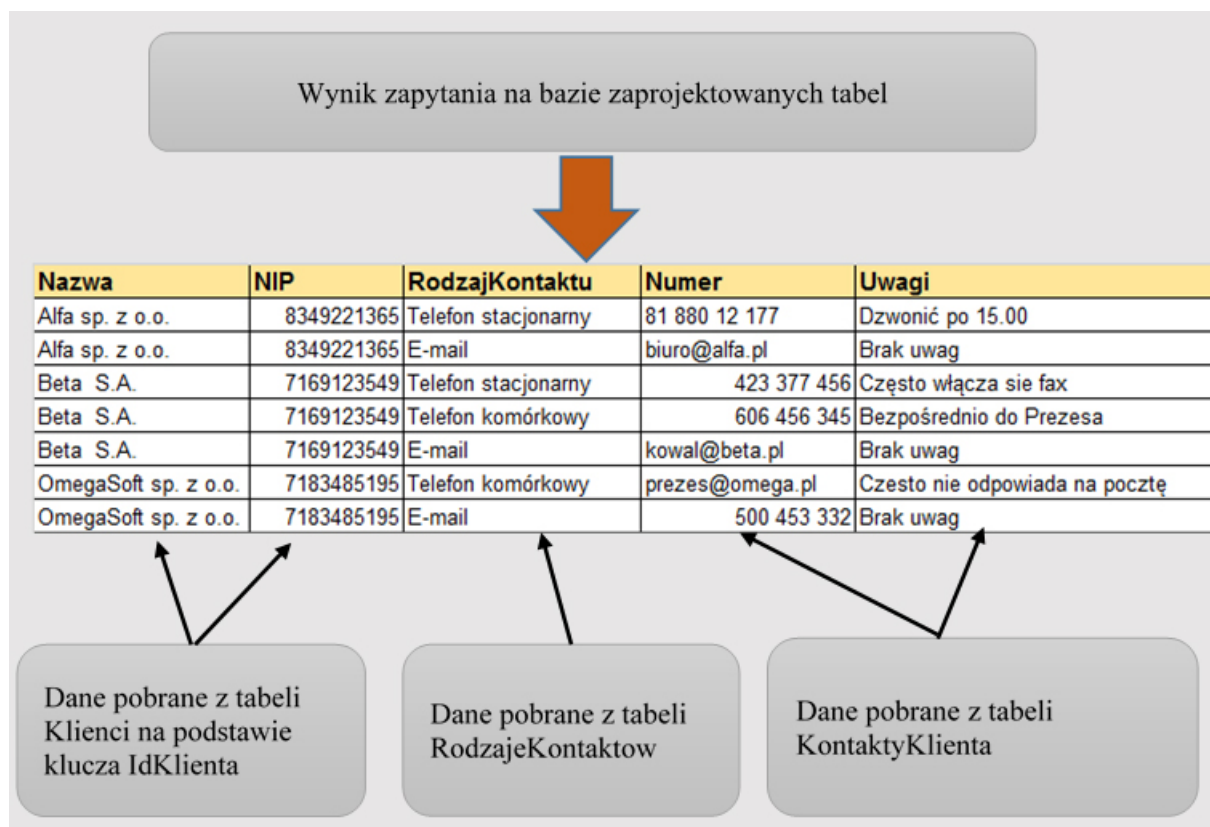 Wynik zapytania na bazie zaprojektowanych tabel
Nazwa NIP RodzajKontaktu Numer Uwagi
Alfa sp. z o.o. 8349221365 Telefon stacjonarny 81 880 12 177 Dzwonić po 15.00
Alfa sp. z o.o. 8349221365 E-mail biuro@alfa.pl Brak uwag
Beta S.A. 7169123549 Telefon stacjonarny 423 377 456 Często włącza sie fax
Beta S.A. 7169123549 Telefon komórkowy 606 456 345 Bezpośrednio do Prezesa
Beta S.A. 7169123549 E-mail kowal@beta.pl Brak uwag
OmegaSoft sp. z o.o. 7183485195 Telefon komórkowy prezes@omega.pl Czesto nie odpowiada na pocztę
OmegaSoft sp. z o.o. 7183485195 E-mail 500 453 332 Brak uwag
Dane pobrane z tabeli
Klienci na podstawie
klucza IdKlienta
Dane pobrane z tabeli
RodzajeKontaktow
Dane pobrane z tabeli
KontaktyKlienta